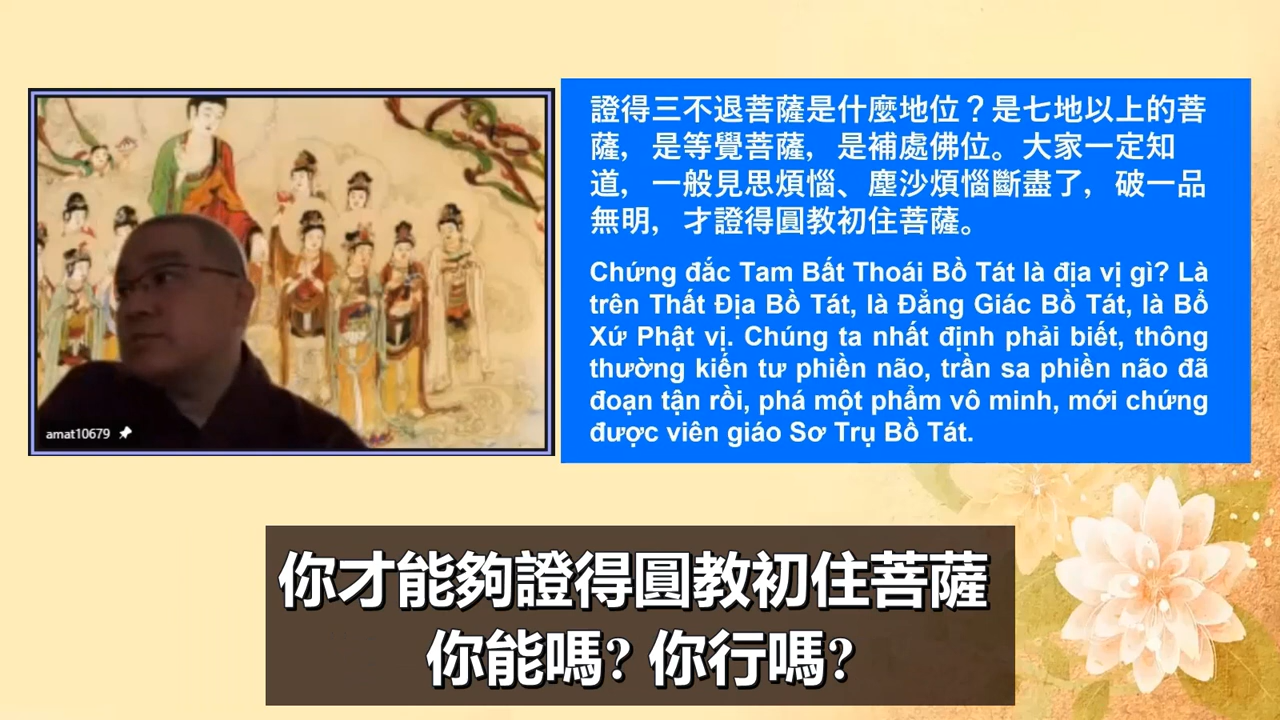 證得三不退菩薩是什麼地位？是七地以上的菩
薩，是等覺菩薩，是補處佛位。大家一定知
道，一般見思煩惱、塵沙煩惱斷盡了，破一品
無明，才證得圓教初住菩薩。
Chứng đắc Tam Bất Thoái Bồ Tát là địa vị gì? Là
trên Thất Địa Bồ Tát, là Đẳng Giác Bồ Tát, là Bổ
Xứ Phật vị. Chúng ta nhất định phải biết, thông
thường kiến tư phiền não, trần sa phiền não đã
đoạn tận rồi, phá một phẩm vô minh, mới chứng
được viên giáo Sơ Trụ Bồ Tát.
amat10679
你才能夠證得圓教初住菩薩
你能嗎? 你行嗎?